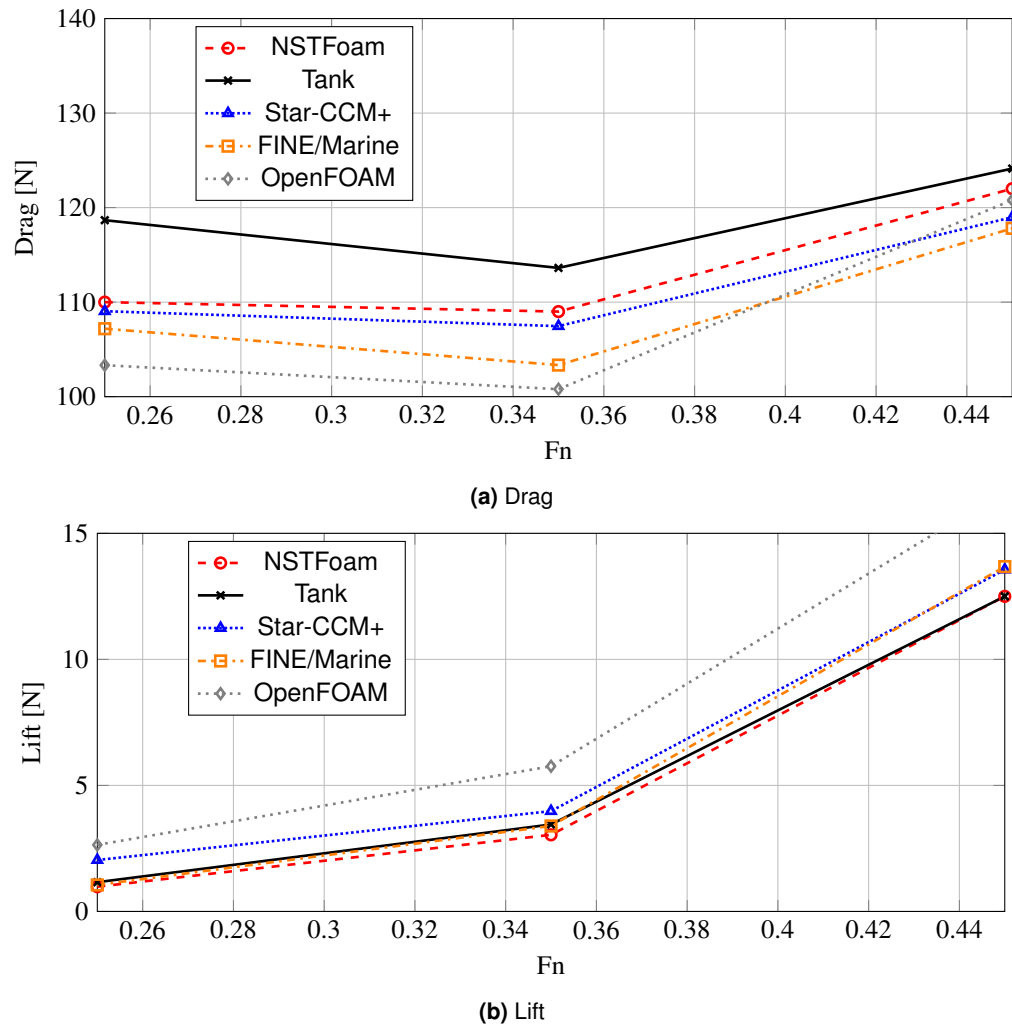 140
130
120
110
100
Drag [N]
NSTFoam
Tank
Star-CCM+
FINE/Marine
OpenFOAM
0.26 0.28 0.3 0.32 0.34 0.36 0.38 0.4 0.42 0.44
Fn
(a) Drag
15
10
5
0
Lift [N]
NSTFoam
Tank
Star-CCM+
FINE/Marine
OpenFOAM
0.26 0.28 0.3 0.32 0.34 0.36 0.38 0.4 0.42 0.44
Fn
(b) Lift